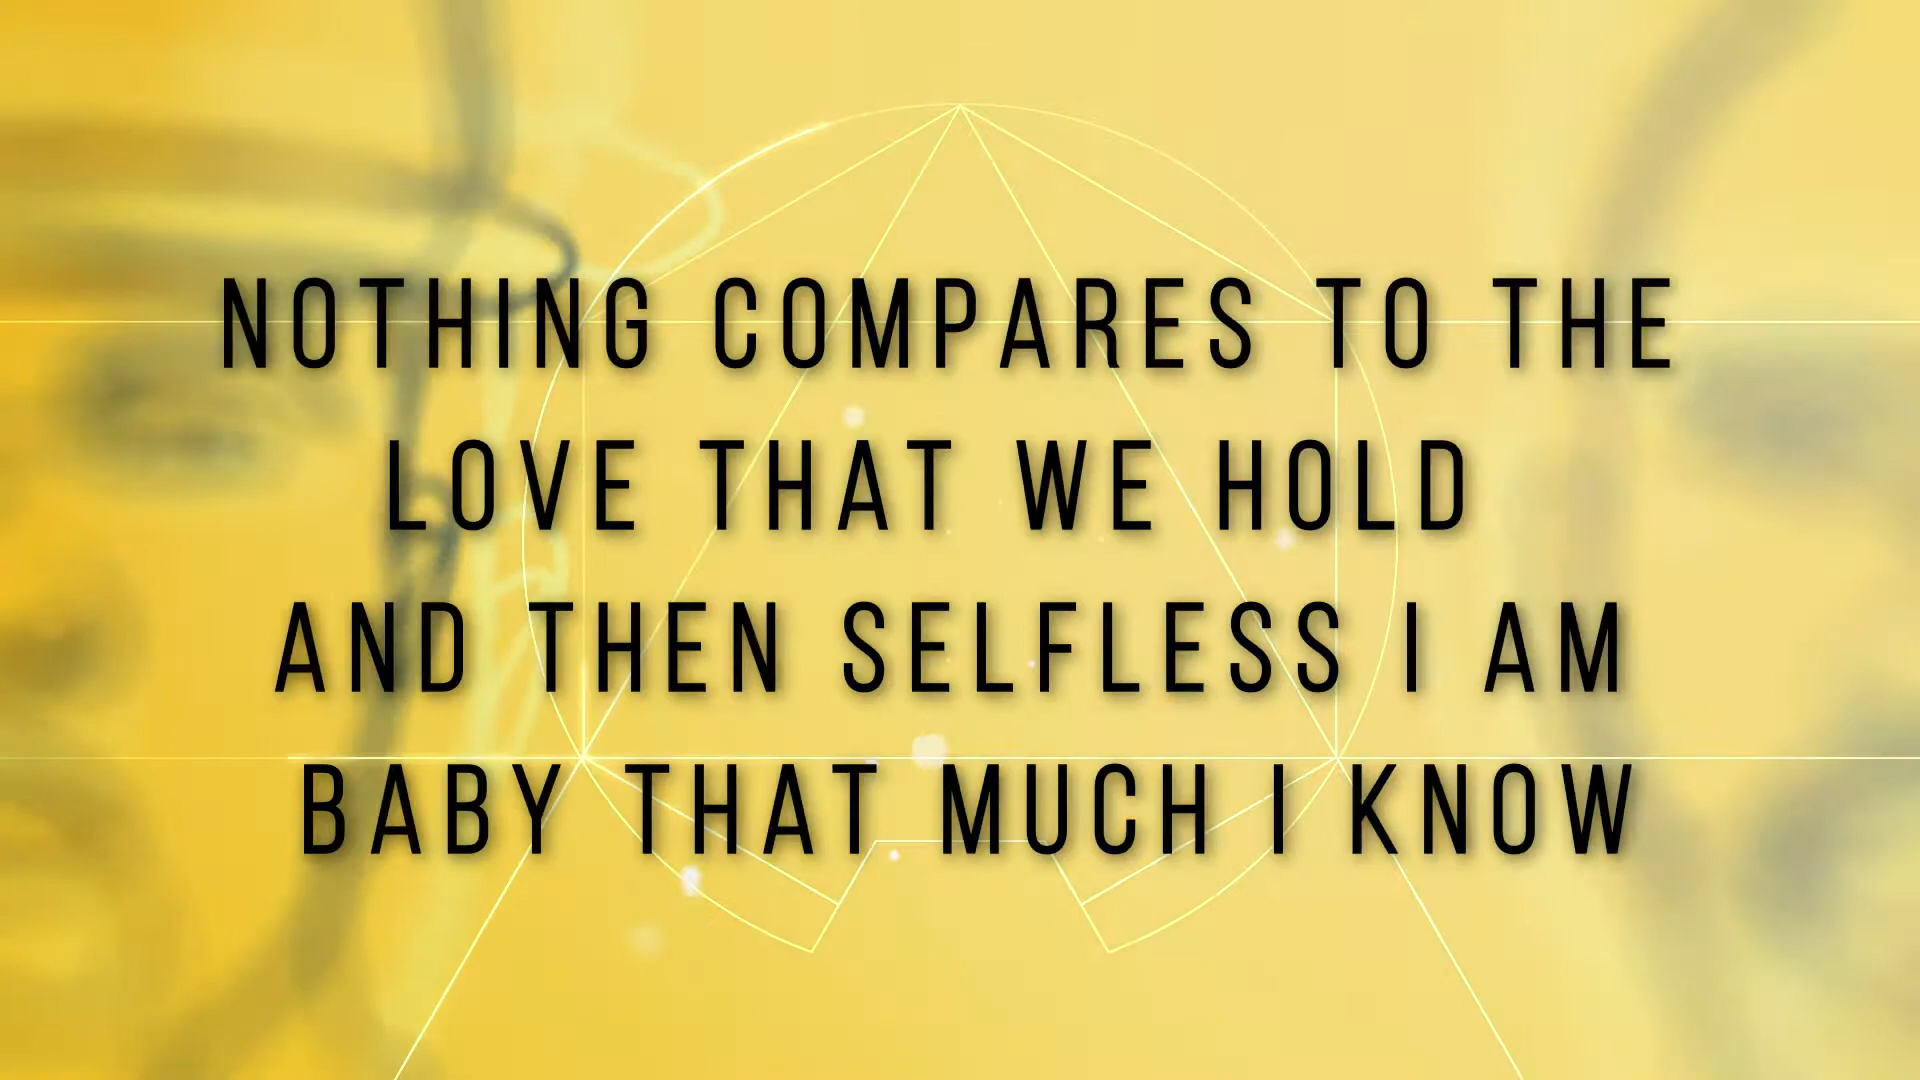 NOTHING COMPARES TO THE
LOVE THAT WE HOLD
AND THEN SELFLESS I AM
BABY THAT MUCH I KNOW